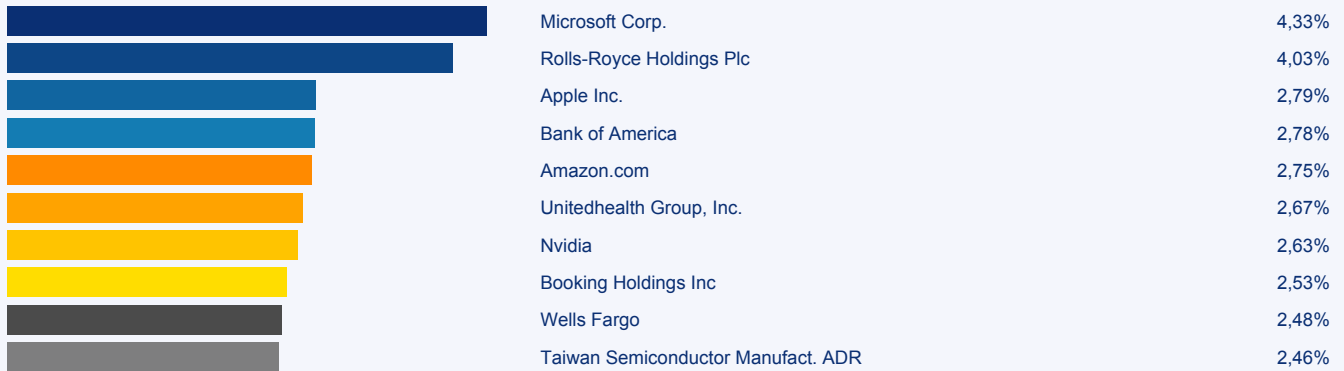 Microsoft Corp. 4,33%
Rolls-Royce Holdings Plc 4,03%
Apple Inc. 2,79%
Bank of America 2,78%
Amazon.com 2,75%
Unitedhealth Group, Inc. 2,67%
Nvidia 2,63%
Booking Holdings Inc 2,53%
Wells Fargo 2,48%
Taiwan Semiconductor Manufact. ADR 2,46%